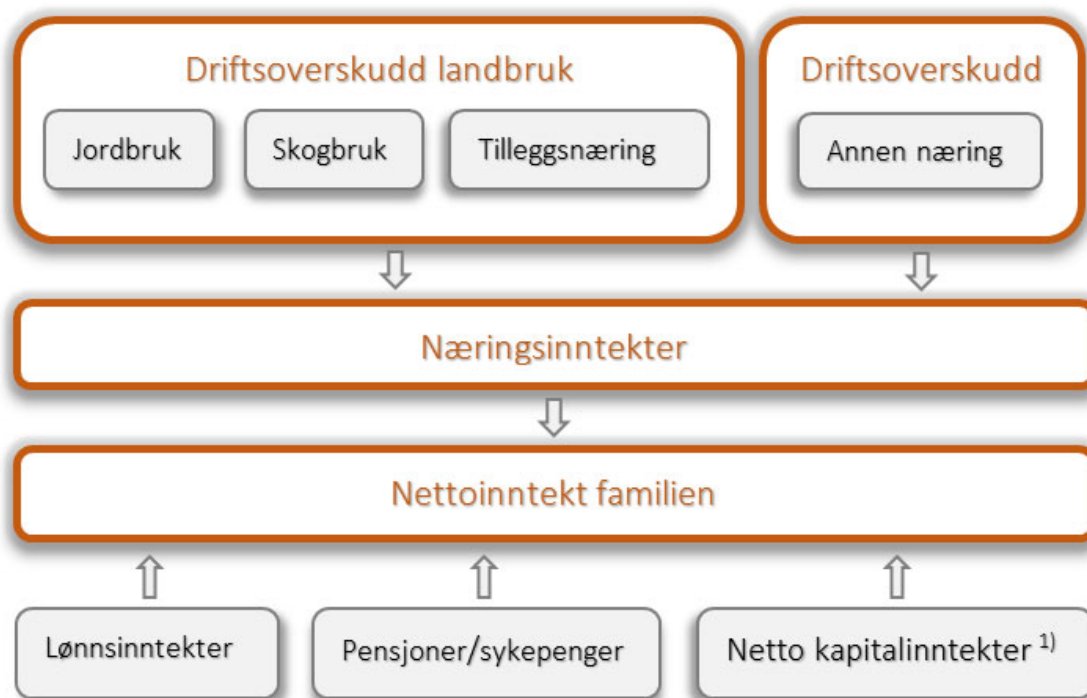 Driftsoverskudd landbruk
Jordbruk
Skogbruk
Tilleggsnæring
Driftsoverskudd
Annen næring
Næringsinntekter
Nettoinntekt familien
Lønnsinntekter
Pensjoner/sykepenger
Netto kapitalinntekter 1)